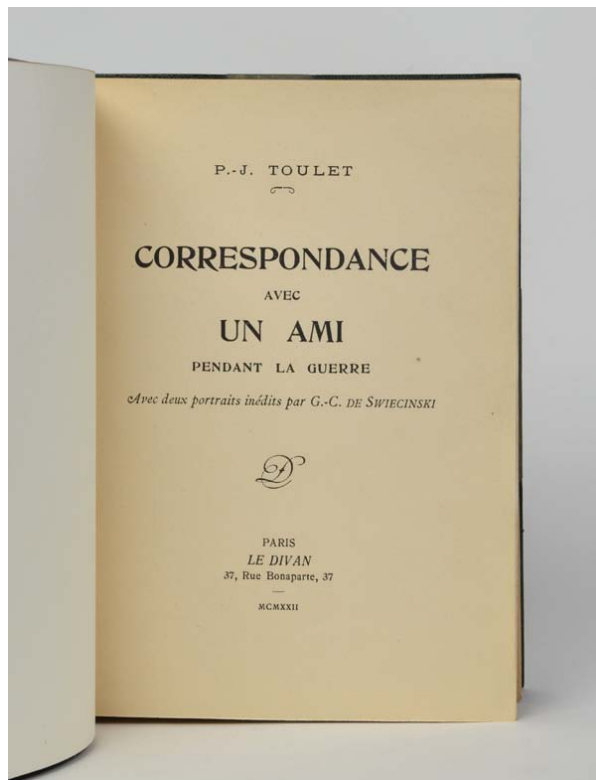 P.-J. TOULET
CORRESPONDANCE
AVEC
UN AMI
PENDANT LA GUERRE
Avec deux portraits inédits par G.-C. DE SWIECINSKI
D
PARIS
LE DIVAN
37, Rue Bonaparte, 37
MCMXXII